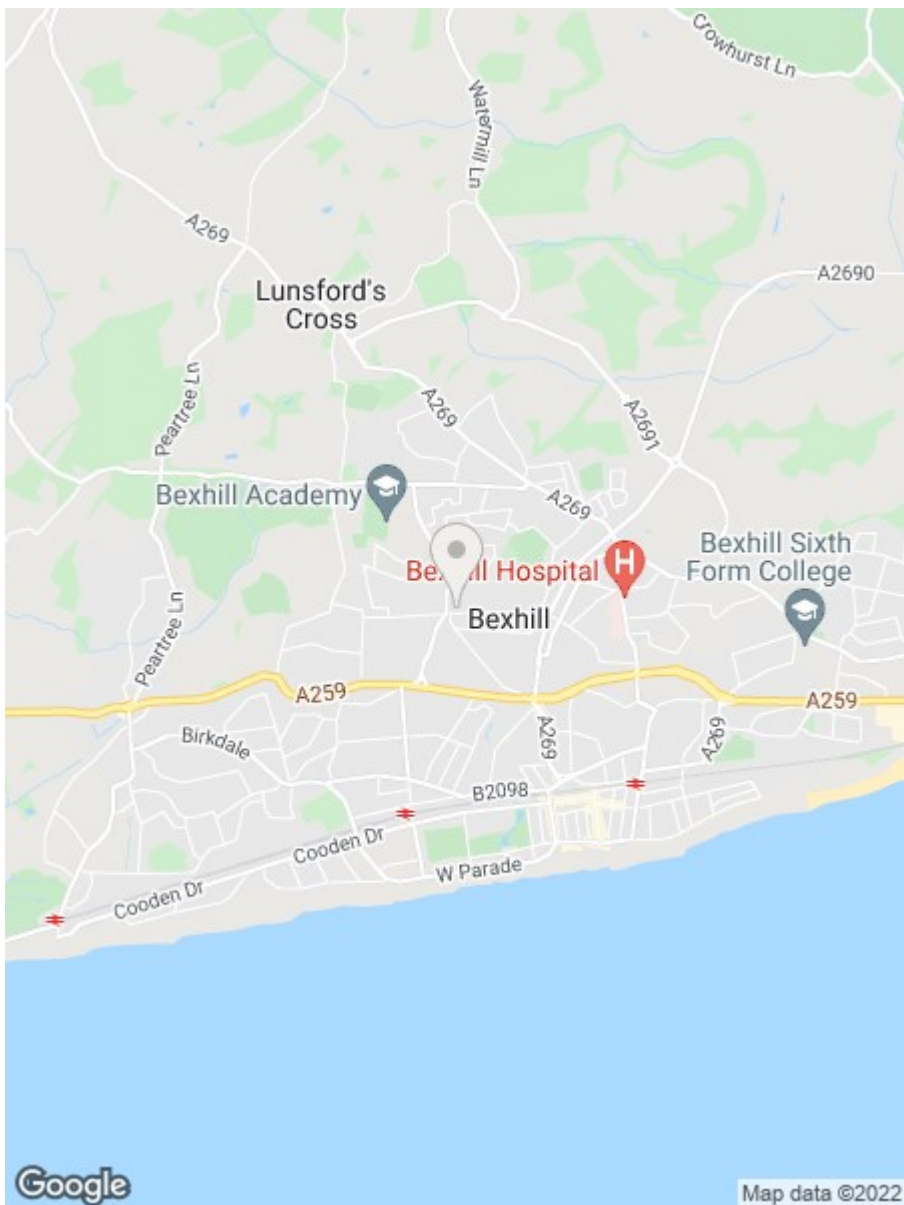 Crowhurst Ln
Watermill Ln
A269
A2690
Lunsford's
Cross
Peartree Ln
A269
A2691
Bexhill Academy
A269
Bexhill Sixth
Form College
Bexhill Hospital
H
Bexhill
Peartree Ln
A259
A259
Birkdale
A269
A269
B2098
Cooden Dr
W Parade
Cooden Dr
Google
Map data ©2022